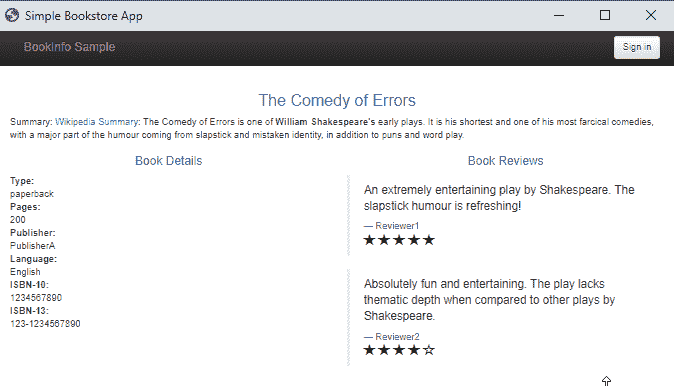 Simple Bookstore App
BookInfo Sample
Sign in
The Comedy of Errors
Summary: Wikipedia Summary: The Comedy of Errors is one of William Shakespeare's early plays. It is his shortest and one of his most farcical comedies,
with a major part of the humour coming from slapstick and mistaken identity, in addition to puns and word play.
Book Details
Type:
paperback
Pages:
200
Publisher:
PublisherA
Language:
English
ISBN-10:
1234567890
ISBN-13:
123-1234567890
Book Reviews
An extremely entertaining play by Shakespeare. The
slapstick humour is refreshing!
— Reviewer1
★★★★★
Absolutely fun and entertaining. The play lacks
thematic depth when compared to other plays by
Shakespeare.
— Reviewer2
★★★★☆